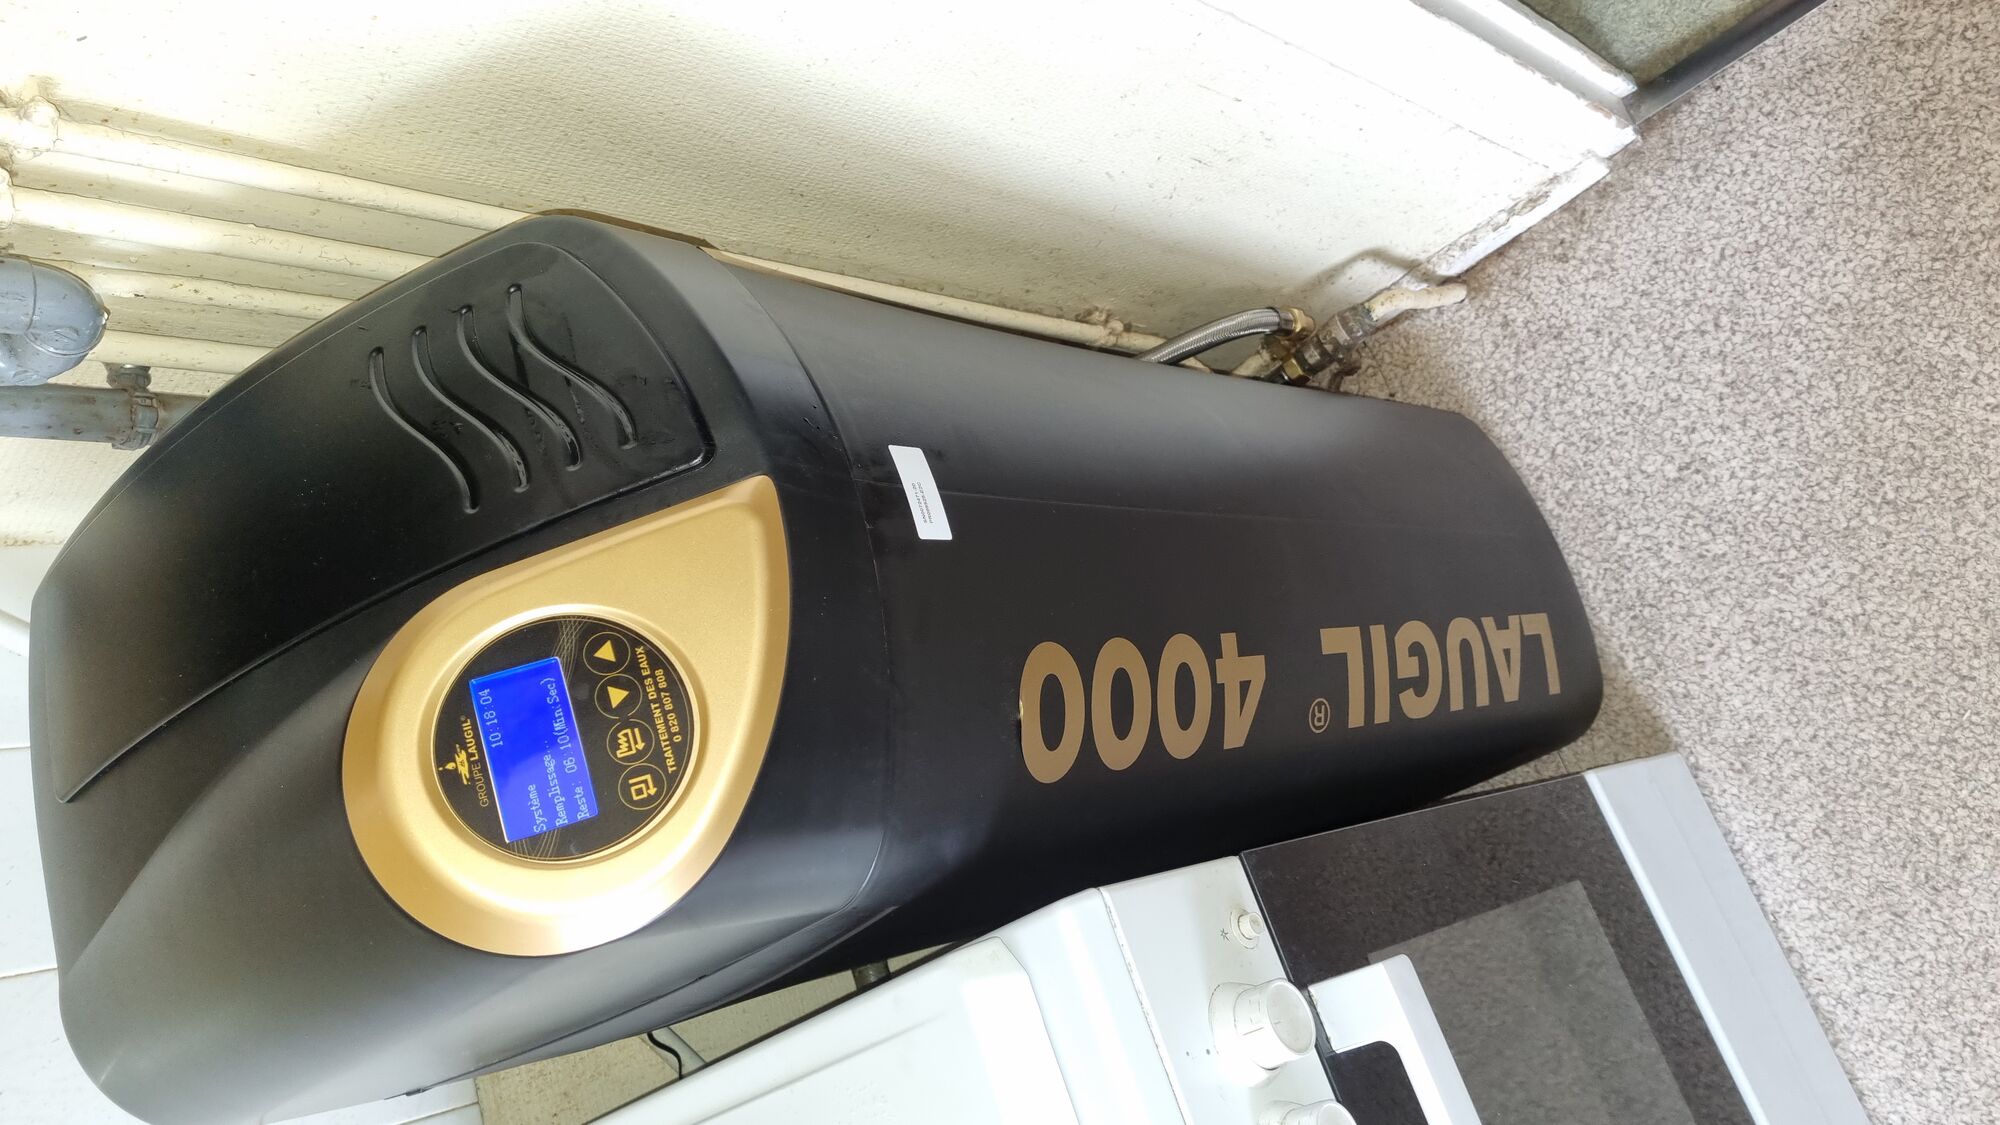 GROUPE LAUGIL®
10:18:04
Système
Remplissage...
Reste: 06:10(Min:Sec)
TRAITEMENT DES EAUX
0 820 807 808
LAUGIL® 4000